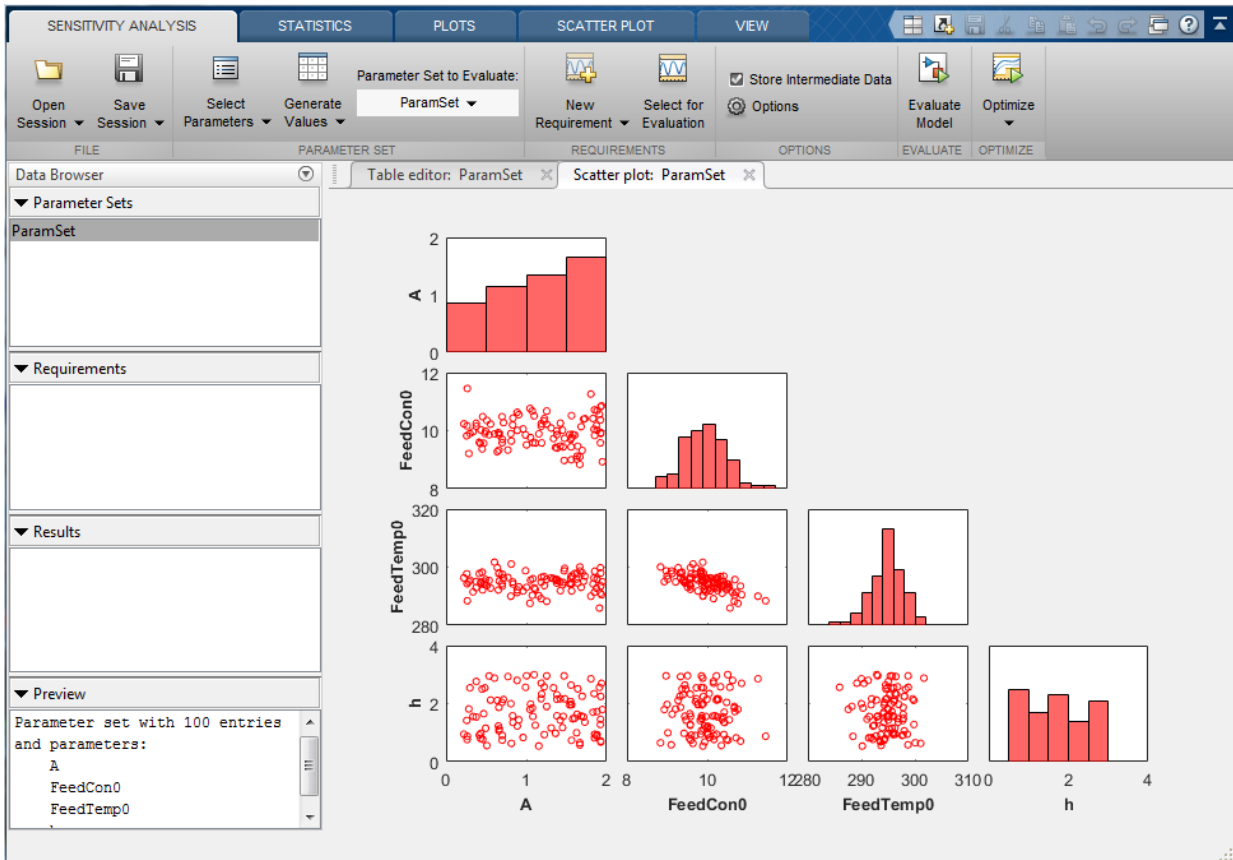 SENSITIVITY ANALYSIS
STATISTICS
PLOTS
SCATTER PLOT
VIEW
Open
Session
Save
Session
Select
Parameters
Generate
Values
Parameter Set to Evaluate:
ParamSet
New
Requirement
Select for
Evaluation
Store Intermediate Data
Options
Evaluate
Model
Optimize
FILE
PARAMETER SET
REQUIREMENTS
OPTIONS
EVALUATE
OPTIMIZE
Data Browser
Table editor: ParamSet
Scatter plot: ParamSet
Parameter Sets
ParamSet
Requirements
Results
Preview
Parameter set with 100 entries
and parameters:
A
FeedCon0
FeedTemp0
2
1
0
A
12
10
8
FeedCon0
320
300
280
FeedTemp0
4
2
0
h
0 1 2
8 10 12
280 290 300 310
0 2 4
A
FeedCon0
FeedTemp0
h